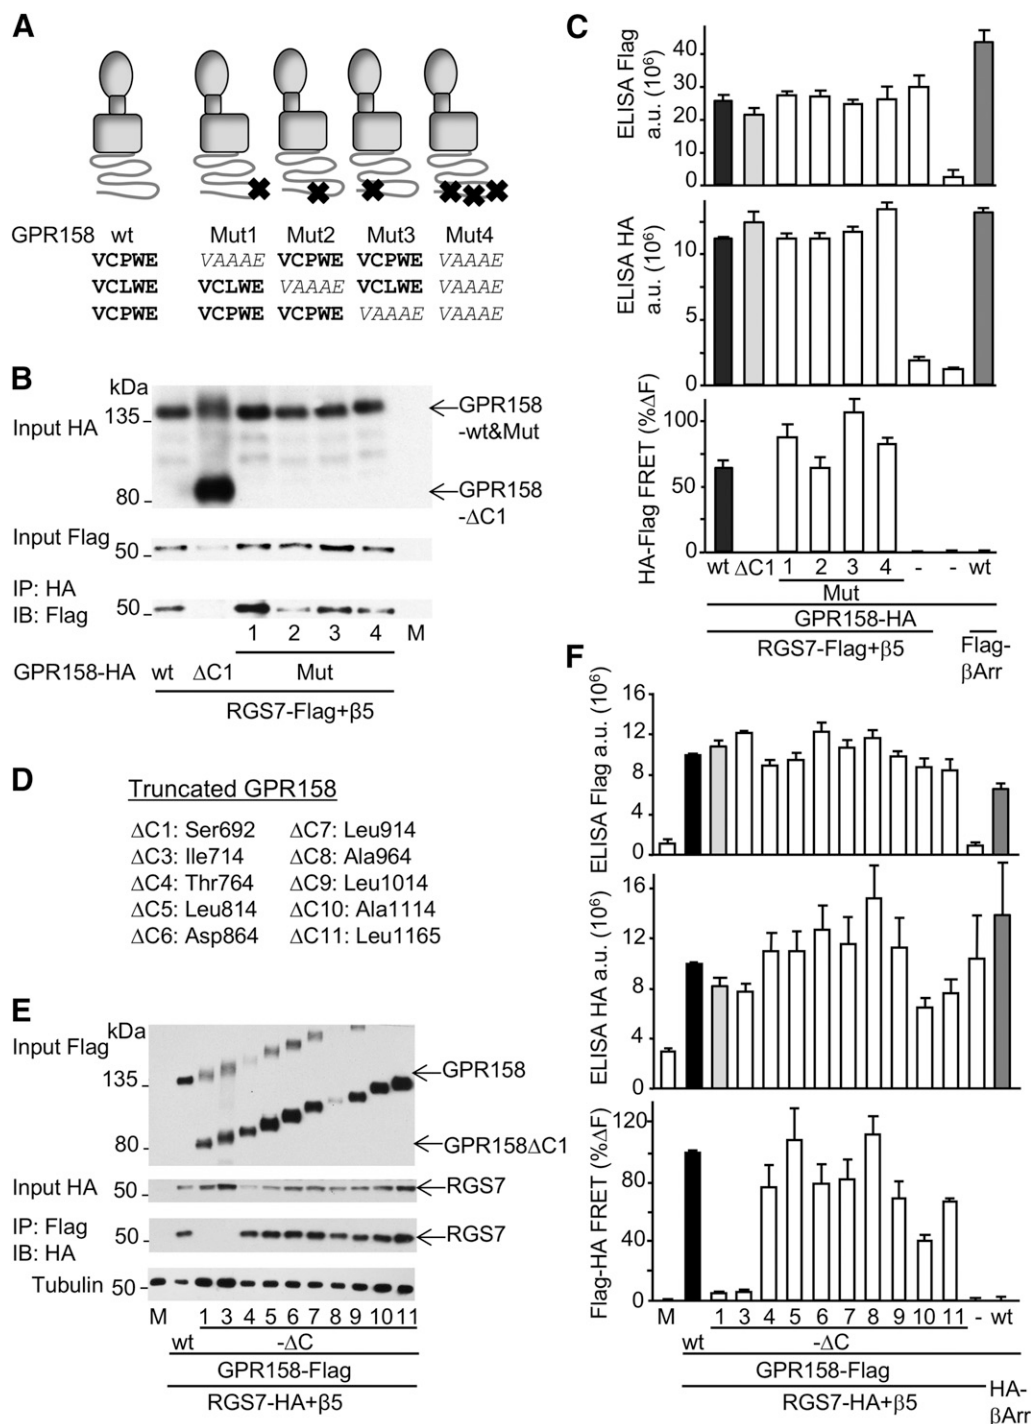 A
GPR158 wt Mut1 Mut2 Mut3 Mut4
VCPWE VAAAE VCPWE VCPWE VAAAE
VCLWE VCLWE VAAAE VCLWE VAAAE
VCPWE VCPWE VCPWE VAAAE VAAAE
B
kDa
Input HA
135
80
GPR158
-wt&Mut
GPR158
-ΔC1
Input Flag
50
IP: HA
IB: Flag
50
1 2 3 4 M
GPR158-HA wt ΔC1 Mut
RGS7-Flag+β5
C
ELISA Flag
a.u. (10⁶)
40
30
20
10
0
ELISA HA
a.u. (10⁶)
10
5
0
HA-Flag FRET (%ΔF)
100
50
0
wt ΔC1 1 2 3 4 - - wt
Mut
GPR158-HA
RGS7-Flag+β5
Flag-
βArr
D
Truncated GPR158
ΔC1: Ser692 ΔC7: Leu914
ΔC3: Ile714 ΔC8: Ala964
ΔC4: Thr764 ΔC9: Leu1014
ΔC5: Leu814 ΔC10: Ala1114
ΔC6: Asp864 ΔC11: Leu1165
E
kDa
Input Flag
135
80
GPR158
GPR158ΔC1
Input HA
50
RGS7
IP: Flag
IB: HA
50
RGS7
Tubulin 50
M 1 3 4 5 6 7 8 9 10 11
wt -ΔC
GPR158-Flag
RGS7-HA+β5
F
ELISA Flag a.u. (10⁶)
16
12
8
4
0
ELISA HA a.u. (10⁶)
16
12
8
4
0
Flag-HA FRET (%ΔF)
120
80
40
0
M 1 3 4 5 6 7 8 9 10 11 - wt
wt -ΔC
GPR158-Flag
RGS7-HA+β5
HA-
βArr